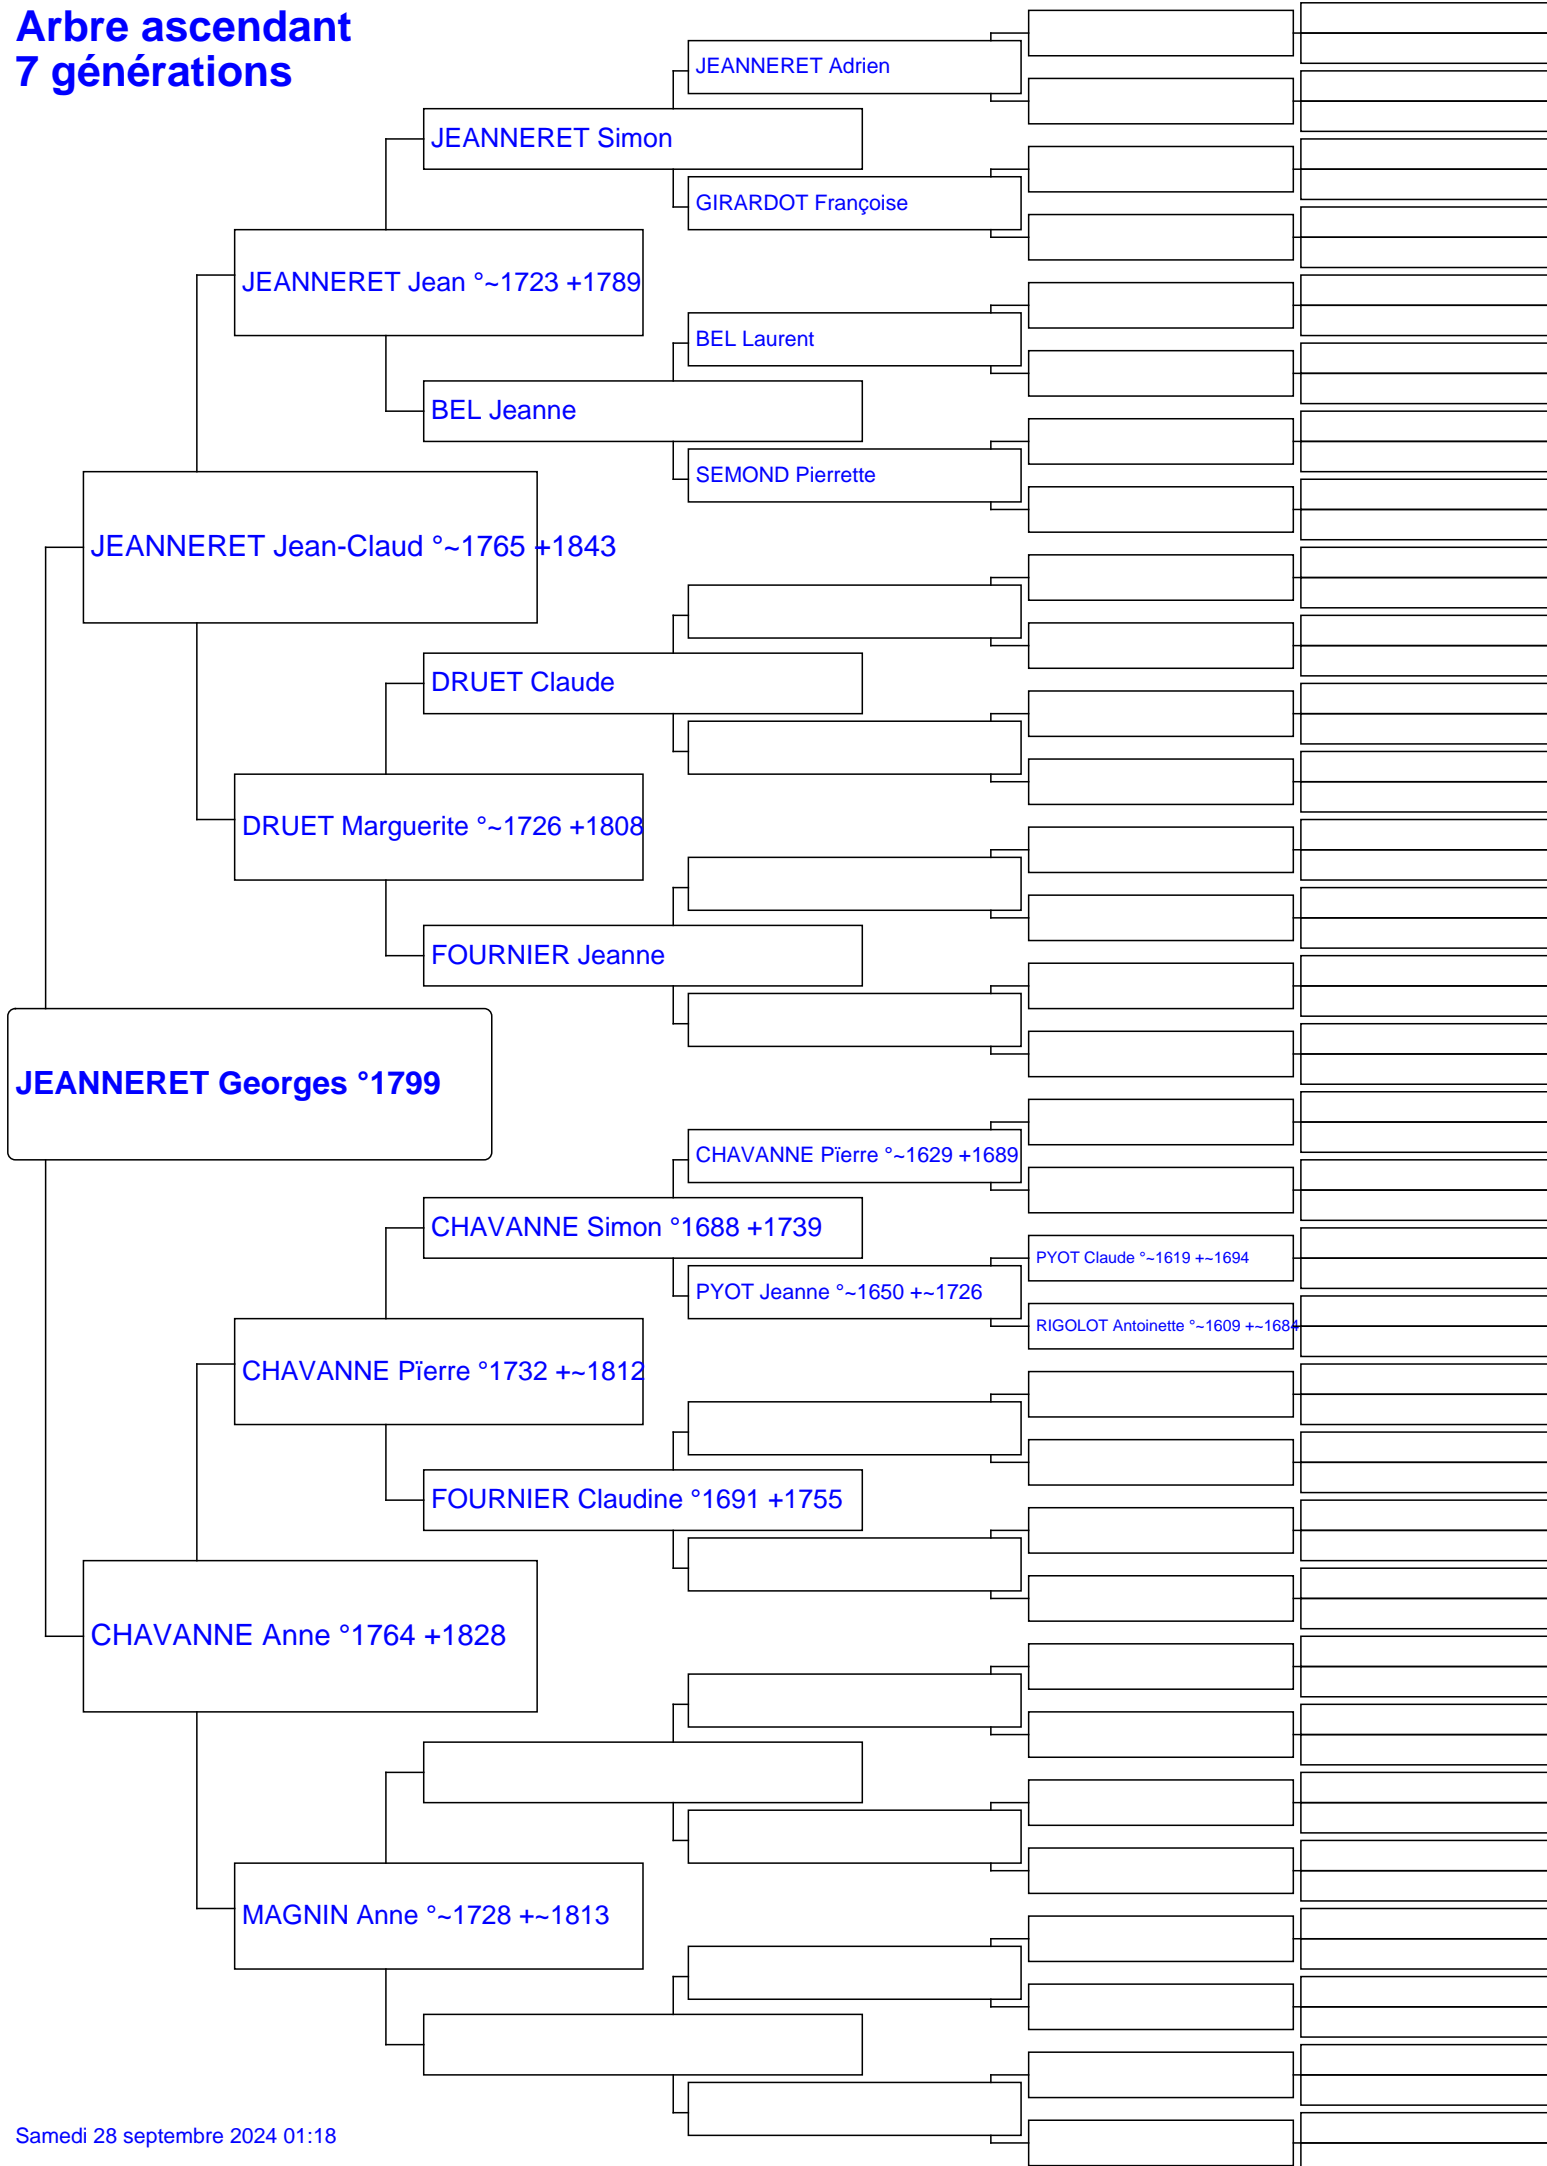 Arbre ascendant
7 générations
JEANNERET Adrien
JEANNERET Simon
GIRARDOT Françoise
JEANNERET Jean °~1723 +1789
BEL Laurent
BEL Jeanne
SEMOND Pierrette
JEANNERET Jean-Claud °~1765 +1843
DRUET Claude
DRUET Marguerite °~1726 +1808
FOURNIER Jeanne
JEANNERET Georges °1799
CHAVANNE Pïerre °~1629 +1689
CHAVANNE Simon °1688 +1739
PYOT Claude °~1619 +~1694
PYOT Jeanne °~1650 +~1726
RIGOLOT Antoinette °~1609 +~1684
CHAVANNE Pïerre °1732 +~1812
FOURNIER Claudine °1691 +1755
CHAVANNE Anne °1764 +1828
MAGNIN Anne °~1728 +~1813
Samedi 28 septembre 2024 01:18